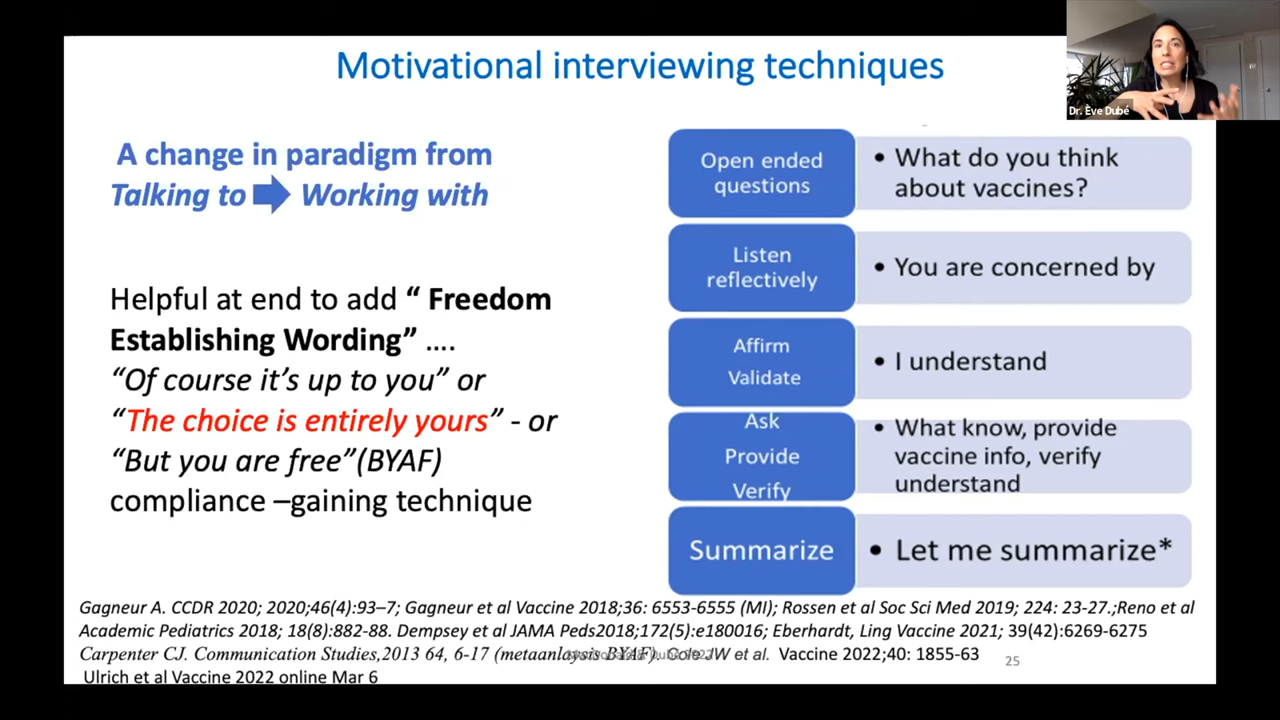 Motivational interviewing techniques
Dr. Ève Dubé
A change in paradigm from
Talking to Working with
Helpful at end to add “ Freedom
Establishing Wording” ….
“Of course it’s up to you” or
“The choice is entirely yours” - or
“But you are free”(BYAF)
compliance –gaining technique
Open ended
questions
• What do you think
about vaccines?
Listen
reflectively
• You are concerned by
Affirm
Validate
• I understand
Ask
Provide
Verify
• What know, provide
vaccine info, verify
understand
Summarize
• Let me summarize*
Gagneur A. CCDR 2020; 2020;46(4):93–7; Gagneur et al Vaccine 2018;36: 6553-6555 (MI); Rossen et al Soc Sci Med 2019; 224: 23-27.;Reno et al
Academic Pediatrics 2018; 18(8):882-88. Dempsey et al JAMA Peds2018;172(5):e180016; Eberhardt, Ling Vaccine 2021; 39(42):6269-6275
Carpenter CJ. Communication Studies,2013 64, 6-17 (metaanlaysis BYAF). Gore JW et al. Vaccine 2022;40: 1855-63
25
Ulrich et al Vaccine 2022 online Mar 6